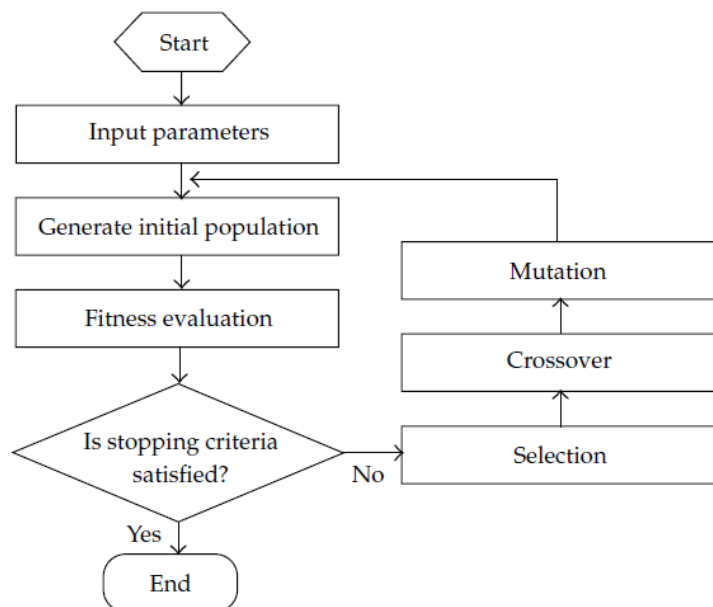 Start
Input parameters
Generate initial population
Fitness evaluation
Is stopping criteria
satisfied?
Yes
End
No
Selection
Crossover
Mutation